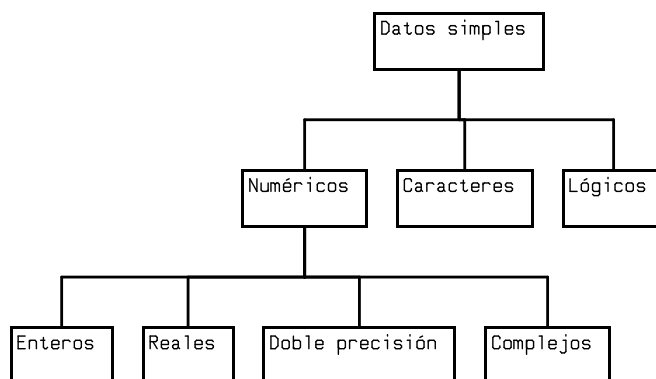 Datos simples
Numéricos
Caracteres
Lógicos
Enteros
Reales
Doble precisión
Complejos